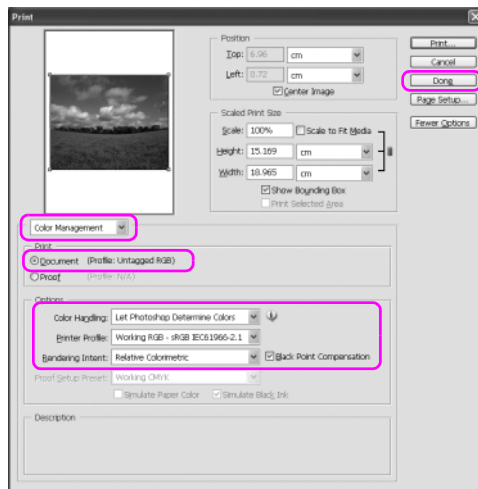 Print
Position
Top: 6.96 cm
Left: 0.72 cm
Center Image
Scaled Print Size
Scale: 100% Scale to Fit Media
Height: 15.169 cm
Width: 18.965 cm
Show Bounding Box
Print Selected Area
Print...
Cancel
Done
Page Setup...
Fewer Options
Color Management
Print
Document (Profile: Untagged RGB)
Proof (Profile: N/A)
Options
Color Handling: Let Photoshop Determine Colors
Printer Profile: Working RGB - sRGB IEC61966-2.1
Rendering Intent: Relative Colorimetric Black Point Compensation
Proof Setup Preset: Working CMYK
Simulate Paper Color Simulate Black Ink
Description